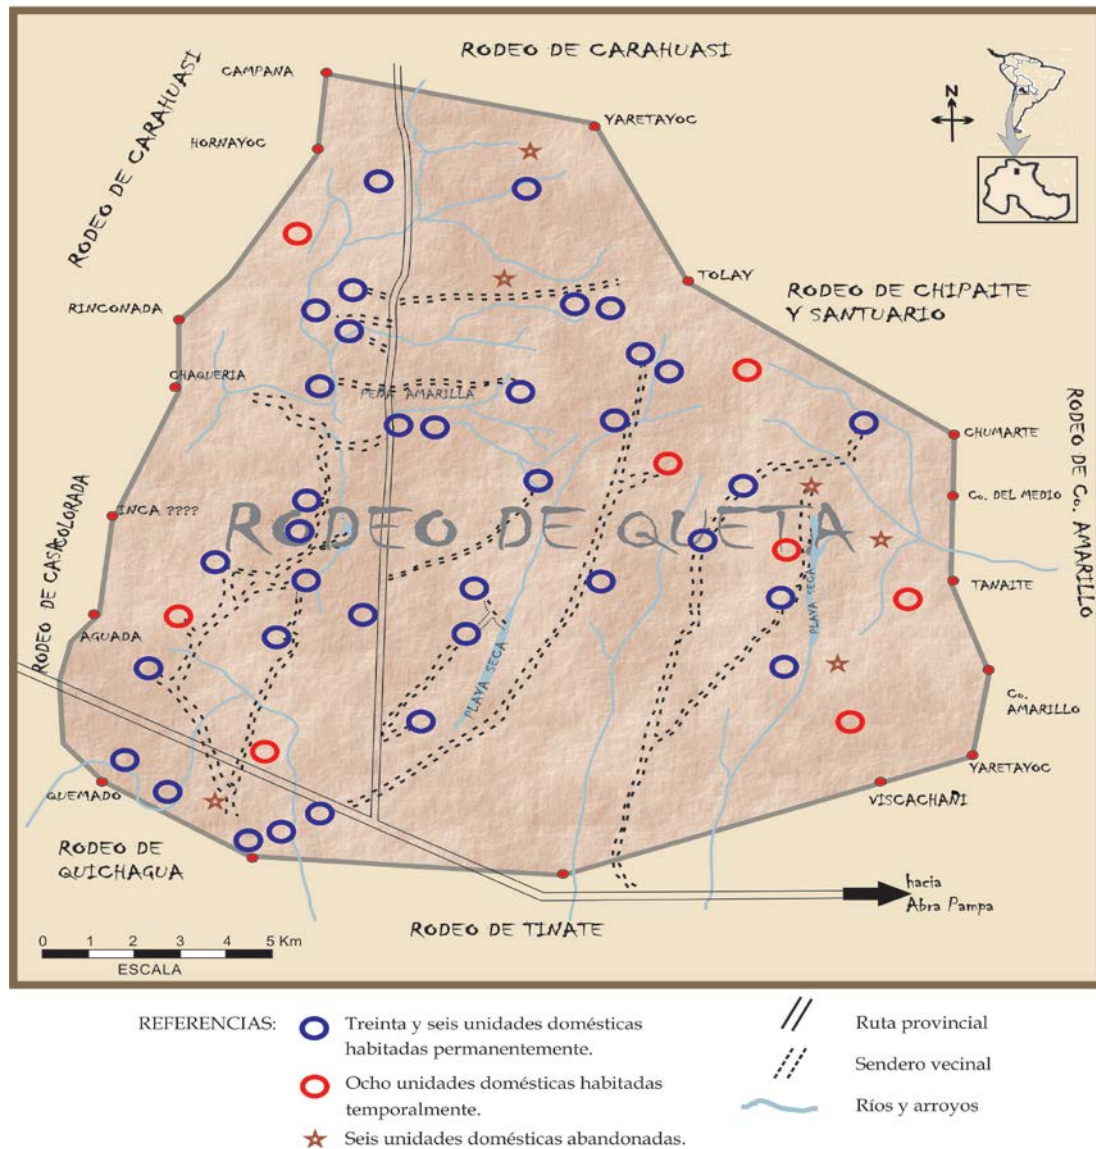 RODEO DE CARAHUASI
CAMPANA
RODEO DE CARAHUASI
YARETAYOC
N
HORNAYOC
TOLAY
RODEO DE CHIPAITE
Y SANTUARIO
RINCONADA
CHAQUERIA
PEÑA AMARILLA
RODEO DE Co. AMARILLO
CHUMARTE
Co. DEL MEDIO
INCA ????
RODEO DE QUETA
RODEO DE CASA COLORADA
TANAITE
PLAYA SECA
AGUADA
PLAYA SECA
Co.
AMARILLO
YARETAYOC
QUEMADO
VISCACHAÑI
RODEO DE
QUICHAGUA
hacia
Abra Pampa
RODEO DE TINATE
0 1 2 3 4 5 Km
ESCALA
REFERENCIAS:
Treinta y seis unidades domésticas
habitadas permanentemente.
Ocho unidades domésticas habitadas
temporalmente.
Seis unidades domésticas abandonadas.
Ruta provincial
Sendero vecinal
Ríos y arroyos